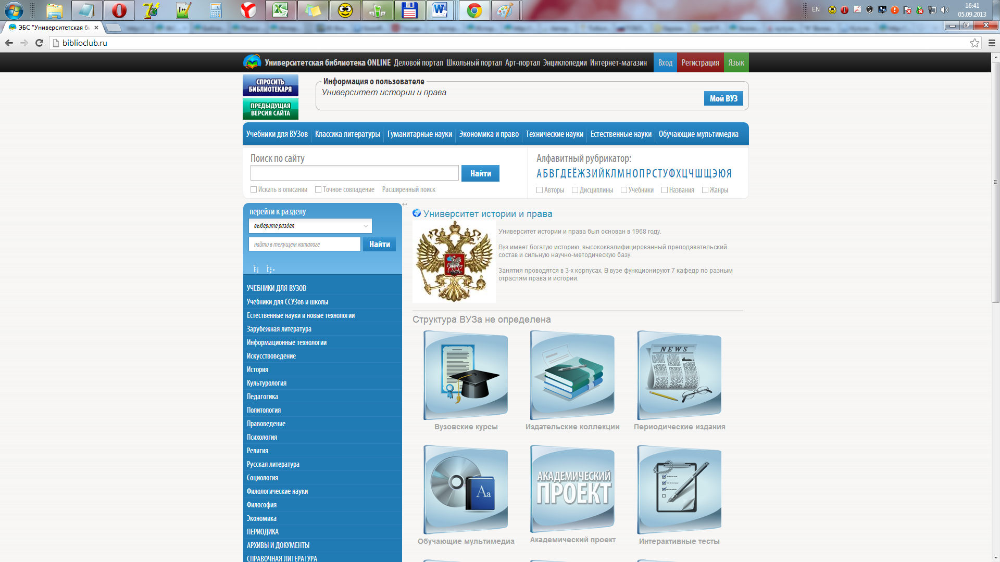 EN
16:41
05.09.2013
ЭБС "Университетская би
biblioclub.ru
Университетская библиотека ONLINE Деловой портал Школьный портал Арт-портал Энциклопедии Интернет-магазин Вход Регистрация Язык
СПРОСИТЬ
БИБЛИОТЕКАРЯ
ПРЕДЫДУЩАЯ
ВЕРСИЯ САЙТА
Информация о пользователе
Университет истории и права
Мой ВУЗ
Учебники для ВУЗов Классика литературы Гуманитарные науки Экономика и право Технические науки Естественные науки Обучающие мультимедиа
Поиск по сайту
Найти
Искать в описании Точное совпадение Расширенный поиск
Алфавитный рубрикатор:
А Б В Г Д Е Ё Ж З И Й К Л М Н О П Р С Т У Ф Х Ц Ч Ш Щ Э Ю Я
Авторы Дисциплины Учебники Названия Жанры
перейти к разделу
выберите раздел
найти в текущем каталоге
Найти
УЧЕБНИКИ ДЛЯ ВУЗОВ
Учебники для ССУЗов и школы
Естественные науки и новые технологии
Зарубежная литература
Информационные технологии
Искусствоведение
История
Культурология
Педагогика
Политология
Правоведение
Психология
Религия
Русская литература
Социология
Филологические науки
Философия
Экономика
ПЕРИОДИКА
АРХИВЫ И ДОКУМЕНТЫ
СПРАВОЧНАЯ ЛИТЕРАТУРА
Университет истории и права
Университет истории и права был основан в 1968 году.
Вуз имеет богатую историю, высококвалифицированный преподавательский
состав и сильную научно-методическую базу.
Занятия проводятся в 3-х корпусах. В вузе функционируют 7 кафедр по разным
отраслям права и истории.
Структура ВУЗа не определена
NEWS
Вузовские курсы Издательские коллекции Периодические издания
Aa
АКАДЕМИЧЕСКИЙ
ПРОЕКТ
Обучающие мультимедиа Академический проект Интерактивные тесты